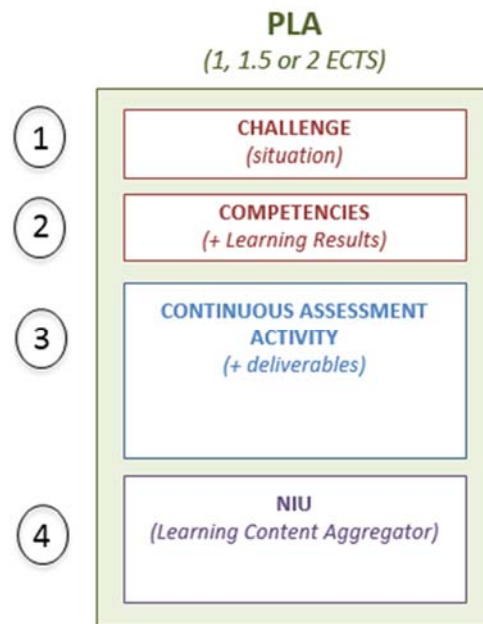 PLA
(1, 1.5 or 2 ECTS)
1
CHALLENGE
(situation)
2
COMPETENCIES
(+ Learning Results)
3
CONTINUOUS ASSESSMENT
ACTIVITY
(+ deliverables)
4
NIU
(Learning Content Aggregator)